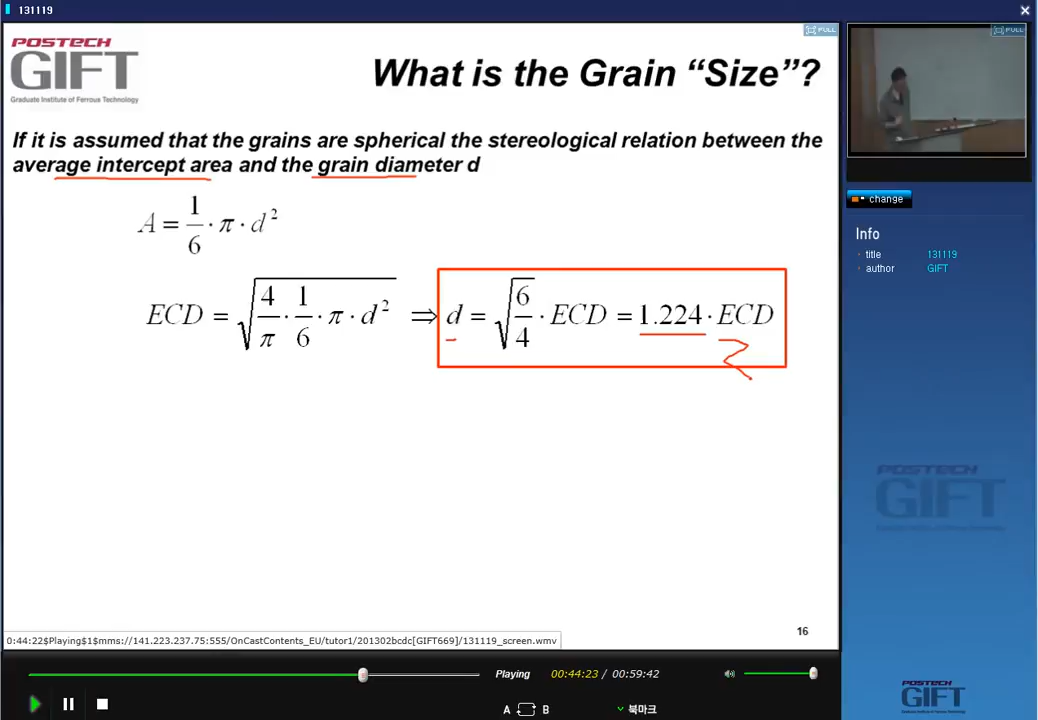 131119
POSTECH
GIFT
Graduate Institute of Ferrous Technology
What is the Grain “Size”?
FULL
FULL
If it is assumed that the grains are spherical the stereological relation between the
average intercept area and the grain diameter d
A = 1/6 · π · d²
ECD = √(4/π · 1/6 · π · d²) ⇒ d = √(6/4) · ECD = 1.224 · ECD
16
change
Info
title 131119
author GIFT
POSTECH
GIFT
0:44:22$Playing$1$mms://141.223.237.75:555/OnCastContents_EU/tutor1/201302bcdc[GIFT669]/131119_screen.wmv
Playing 00:44:23 / 00:59:42
A B 북마크
POSTECH
GIFT